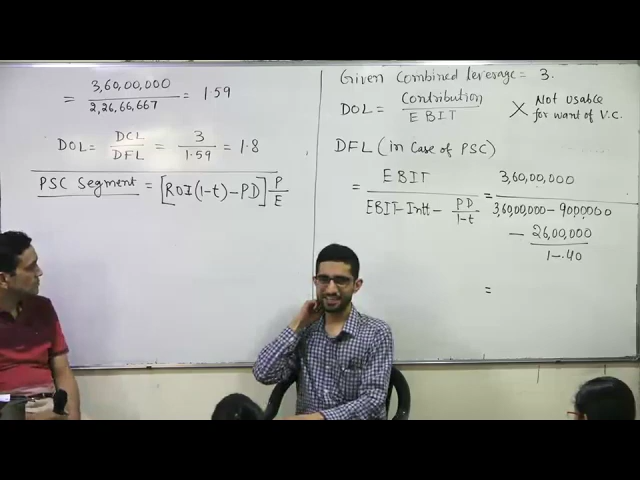 = 3,60,00,000 / 2,26,66,667 = 1.59
DOL = DCL / DFL = 3 / 1.59 = 1.8
PSC Segment = [ROI(1-t)-PD] P / E
Given Combined leverage = 3.
DOL = Contribution / EBIT X Not usable for want of V.C.
DFL (in Case of PSC)
= EBIT / EBIT-Intt- PD / 1-t = 3,60,00,000 / 3,60,00,000 - 9000000
- 26,00,000 / 1-.40
=